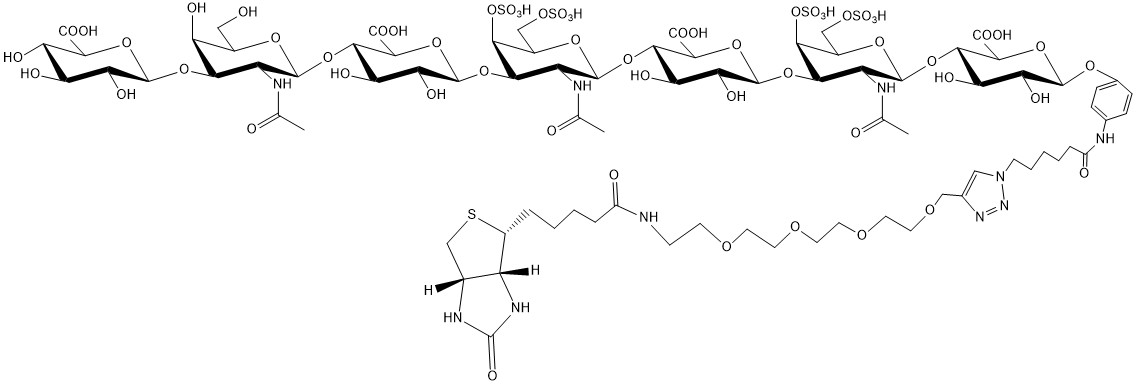 OH OH OSO₃H OSO₃H OSO₃H OSO₃H
COOH O COOH O COOH O COOH O
HO O O O O O O O O O O
HO OH NH HO OH NH HO OH NH HO OH
O O O NH
O
O N N N
S O NH O O O O
H H
HN NH
O